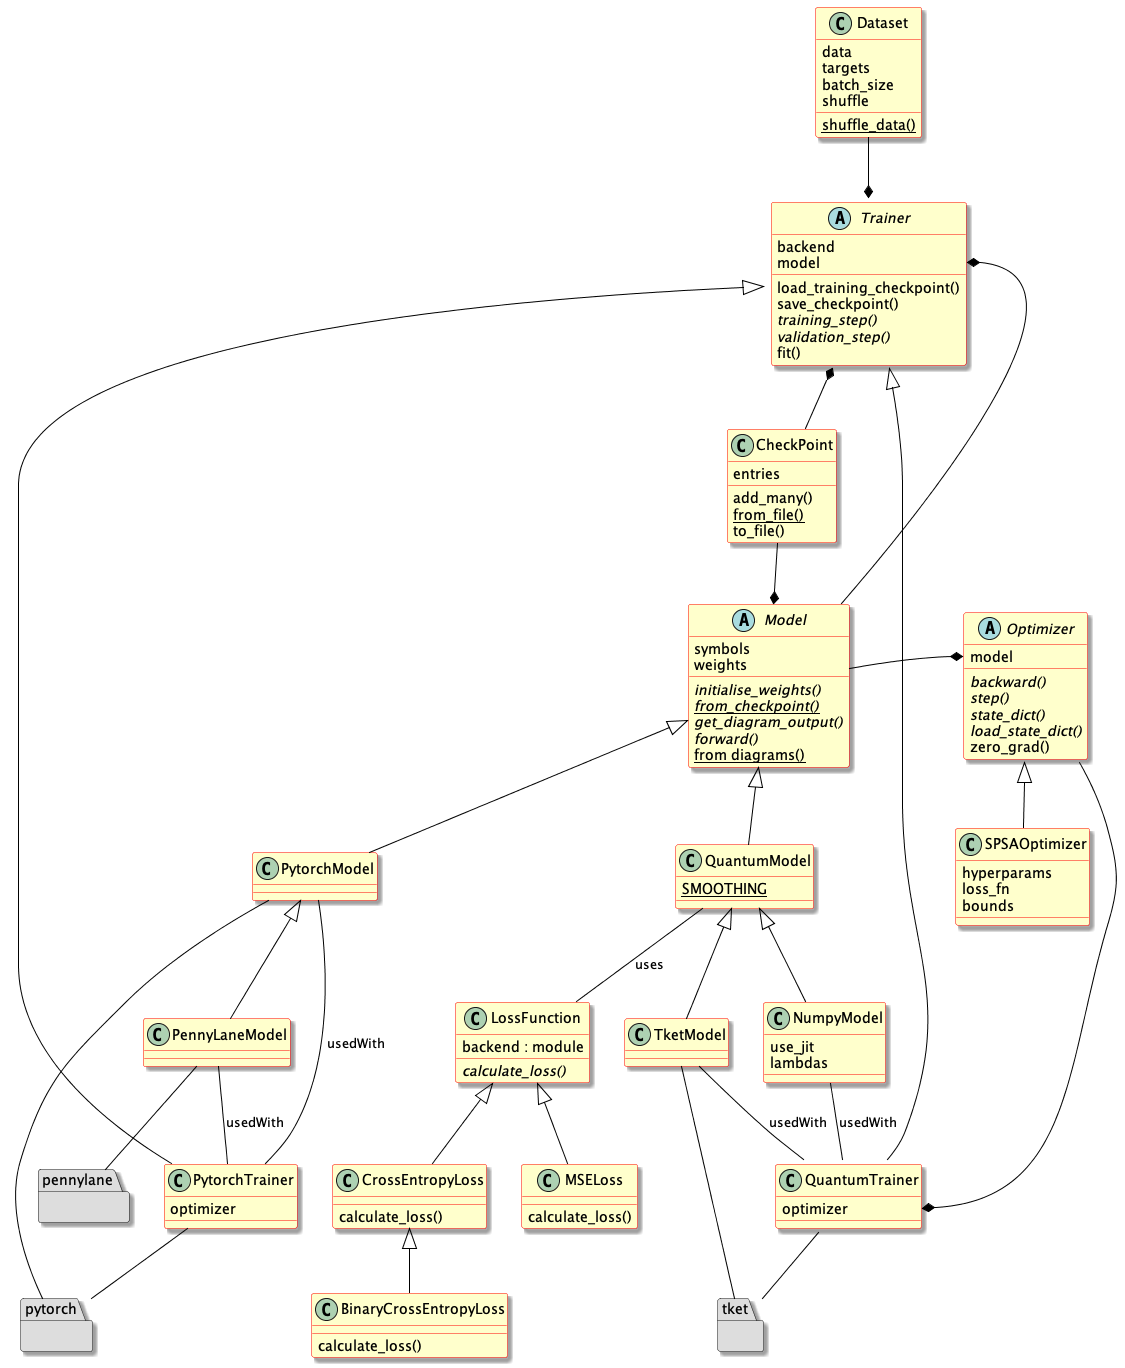 C Dataset
data
targets
batch_size
shuffle
shuffle_data()
A Trainer
backend
model
load_training_checkpoint()
save_checkpoint()
training_step()
validation_step()
fit()
C CheckPoint
entries
add_many()
from_file()
to_file()
A Model
symbols
weights
initialise_weights()
from_checkpoint()
get_diagram_output()
forward()
from diagrams()
A Optimizer
model
backward()
step()
state_dict()
load_state_dict()
zero_grad()
C PytorchModel
C QuantumModel
SMOOTHING
C SPSAOptimizer
hyperparams
loss_fn
bounds
uses
C PennyLaneModel
usedWith
C LossFunction
backend : module
calculate_loss()
C TketModel
C NumpyModel
use_jit
lambdas
usedWith
usedWith
usedWith
pennylane
C PytorchTrainer
optimizer
C CrossEntropyLoss
calculate_loss()
C MSELoss
calculate_loss()
C QuantumTrainer
optimizer
pytorch
C BinaryCrossEntropyLoss
calculate_loss()
tket